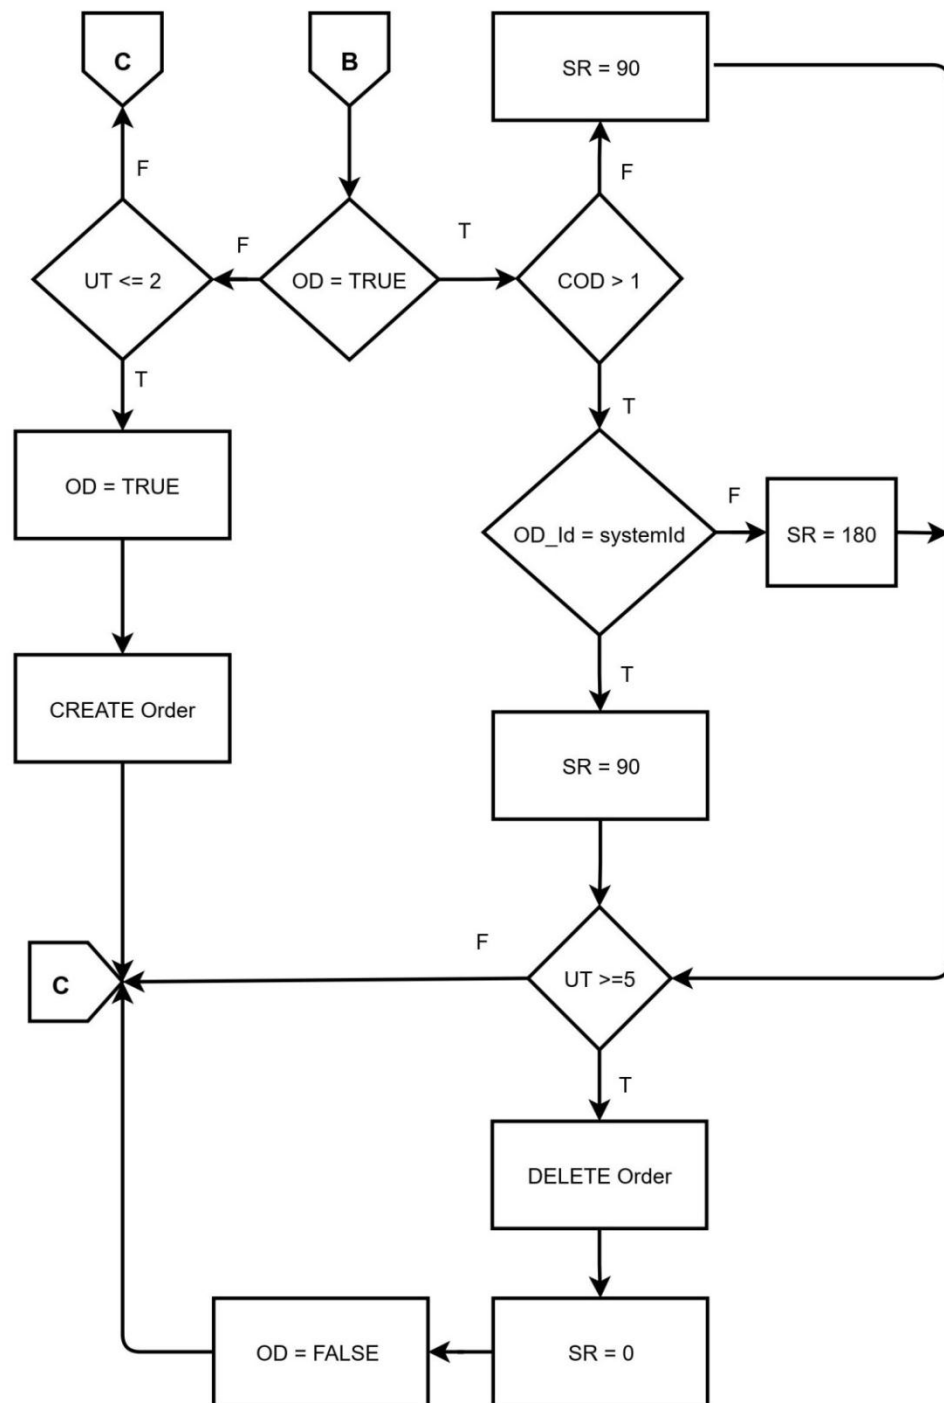 C
B
SR = 90
F
F
F
T
UT <= 2
OD = TRUE
COD > 1
T
T
OD = TRUE
F
OD_Id = systemId
SR = 180
T
CREATE Order
SR = 90
F
C
UT >=5
T
DELETE Order
OD = FALSE
SR = 0